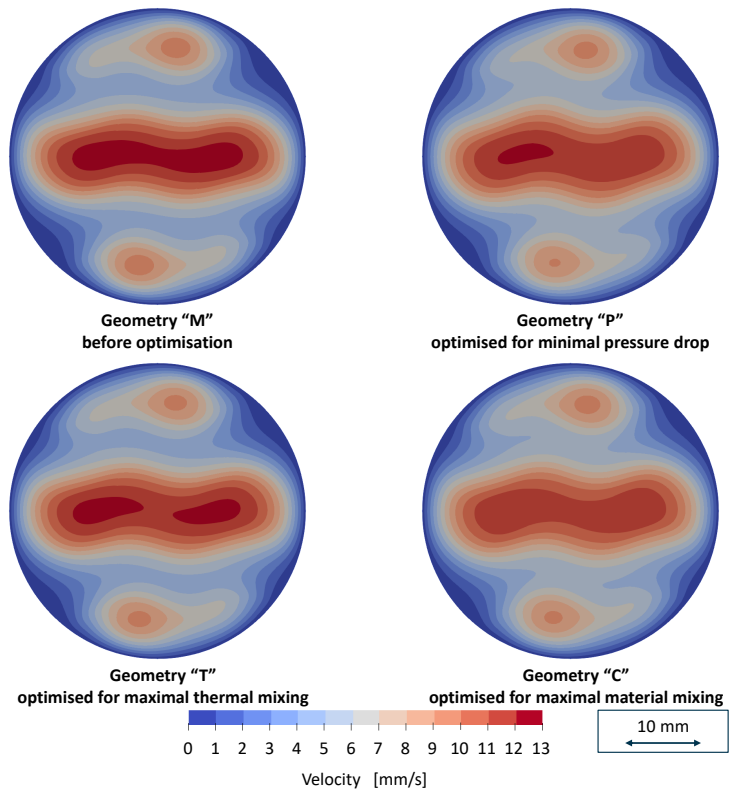 Geometry “M”
before optimisation
Geometry “P”
optimised for minimal pressure drop
Geometry “T”
optimised for maximal thermal mixing
Geometry “C”
optimised for maximal material mixing
0 1 2 3 4 5 6 7 8 9 10 11 12 13
Velocity [mm/s]
10 mm